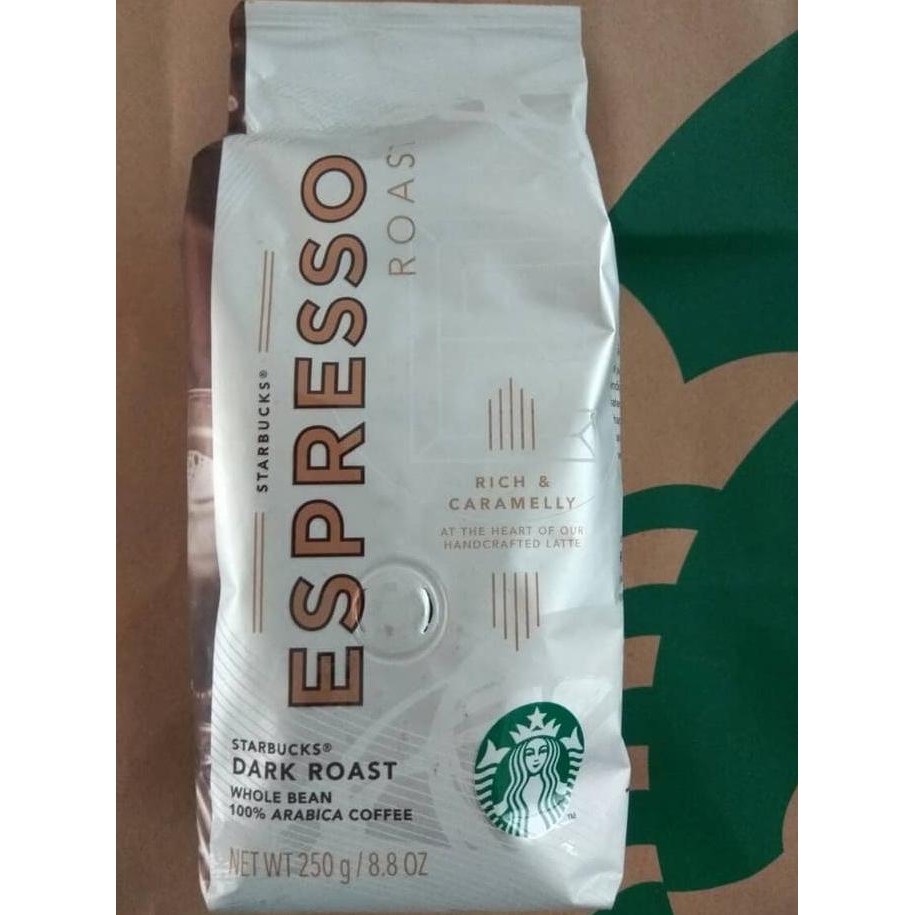 STARBUCKS®
ESPRESSO
ROAST
RICH &
CARAMELLY
AT THE HEART OF OUR
HANDCRAFTED LATTE
STARBUCKS®
DARK ROAST
WHOLE BEAN
100% ARABICA COFFEE
NET WT 250 g / 8.8 OZ
TM